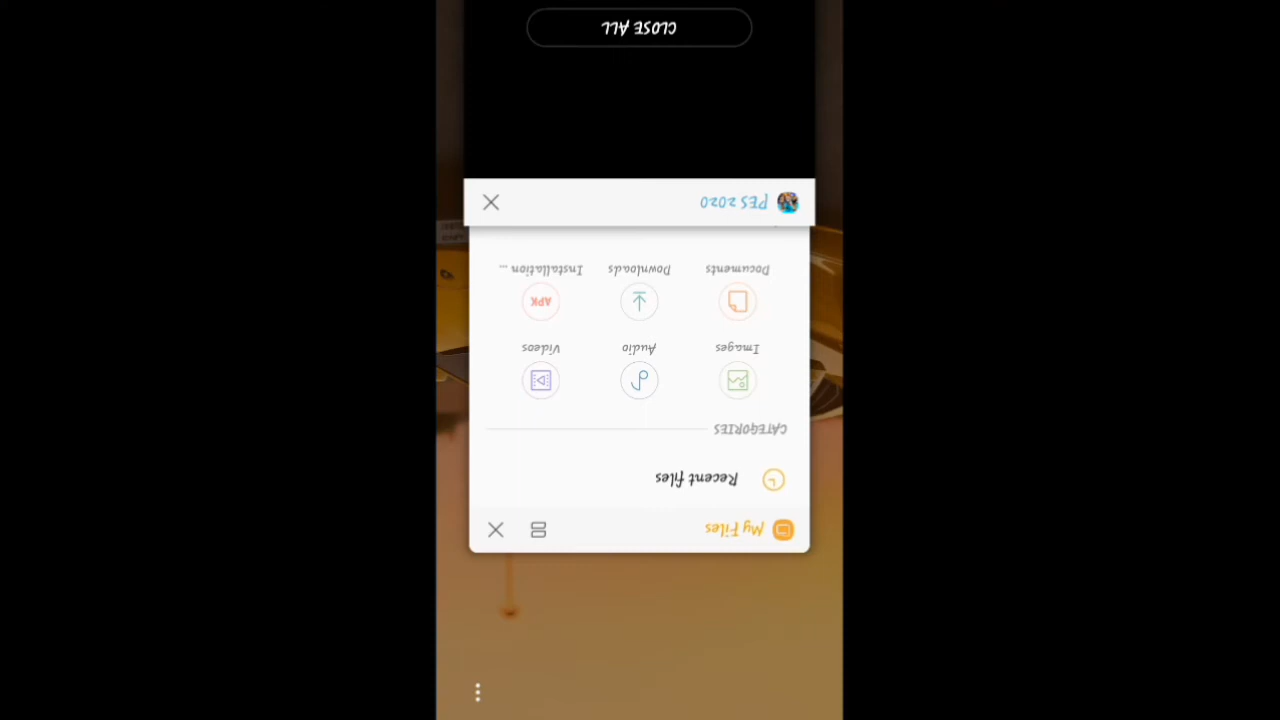 My Files
Recent files
CATEGORIES
Images Audio Videos
APK
Documents Downloads Installation ...
PES 2020
CLOSE ALL